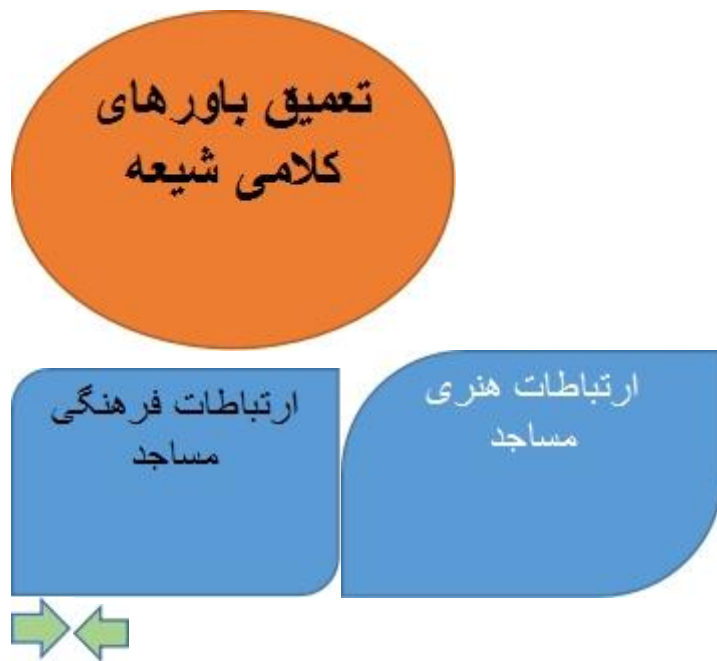 تعمیق باورهای
کلامی شیعه
ارتباطات هنری
مساجد
ارتباطات فرهنگی
مساجد